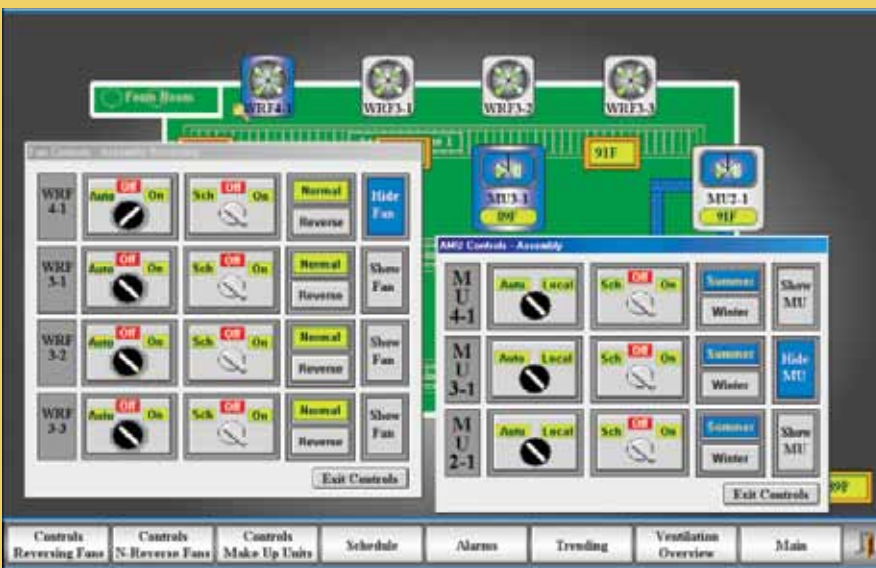 Foam Room
WRF4-1
WRF3-1
WRF3-2
WRF3-3
91F
MU3-1
89F
MU2-1
91F
Fan Controls - Assembly
WRF
4-1
Auto Off On
Sch Off On
Normal
Reverse
Hide
Fan
WRF
3-1
Auto Off On
Sch Off On
Normal
Reverse
Show
Fan
WRF
3-2
Auto Off On
Sch Off On
Normal
Reverse
Show
Fan
WRF
3-3
Auto Off On
Sch Off On
Normal
Reverse
Show
Fan
Exit Controls
AMU Controls - Assembly
M
U
4-1
Auto Local
Sch Off On
Summer
Winter
Show
MU
M
U
3-1
Auto Local
Sch Off On
Summer
Winter
Hide
MU
M
U
2-1
Auto Local
Sch Off On
Summer
Winter
Show
MU
Exit Controls
89F
Controls
Reversing Fans
Controls
N-Reverse Fans
Controls
Make Up Units
Schedule
Alarms
Trending
Ventilation
Overview
Main